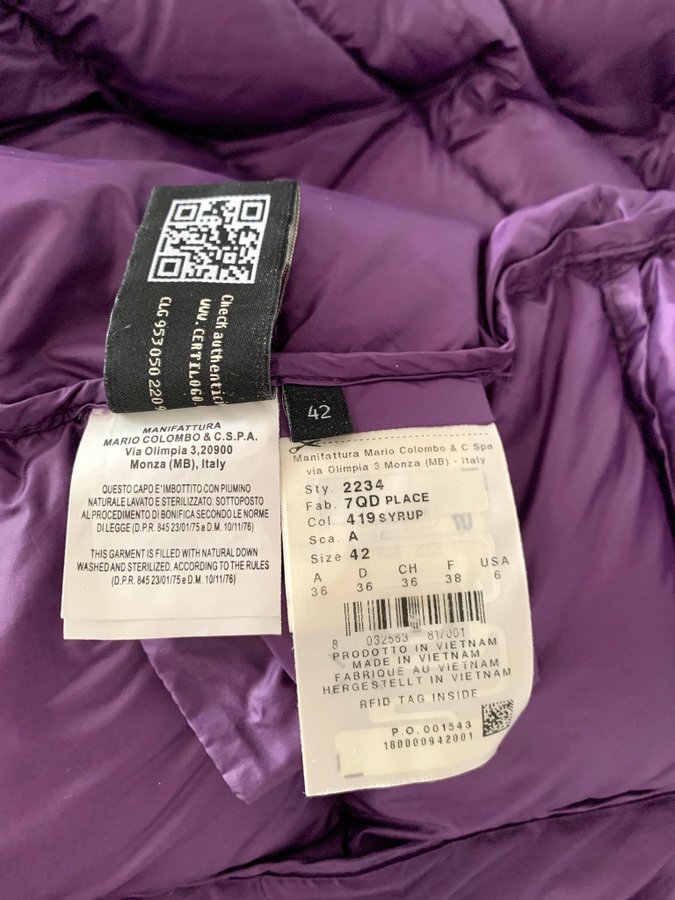 Check authentic
WWW.CERTILOGO.
CLG 953 050 2209
42
MANIFATTURA
MARIO COLOMBO & C.S.P.A.
Via Olimpia 3,20900
Monza (MB), Italy
QUESTO CAPO E' IMBOTTITO CON PIUMINO
NATURALE LAVATO E STERILIZZATO. SOTTOPOSTO
AL PROCEDIMENTO DI BONIFICA SECONDO LE NORME
DI LEGGE (D.P.R. 845 23/01/75 e D.M. 10/11/76)
THIS GARMENT IS FILLED WITH NATURAL DOWN
WASHED AND STERILIZED, ACCORDING TO THE RULES
(D.P.R. 845 23/01/75 e D.M. 10/11/76)
Manifattura Mario Colombo & C Spa
via Olimpia 3 Monza (MB) - Italy
Sty. 2234
Fab. 7QD PLACE
Col. 419 SYRUP
Sca. A
Size 42
A D CH F USA
36 36 36 38 6
8 032563 817001
PRODOTTO IN VIETNAM
MADE IN VIETNAM
FABRIQUE AU VIETNAM
HERGESTELLT IN VIETNAM
RFID TAG INSIDE
P.O. 001543
160000942001